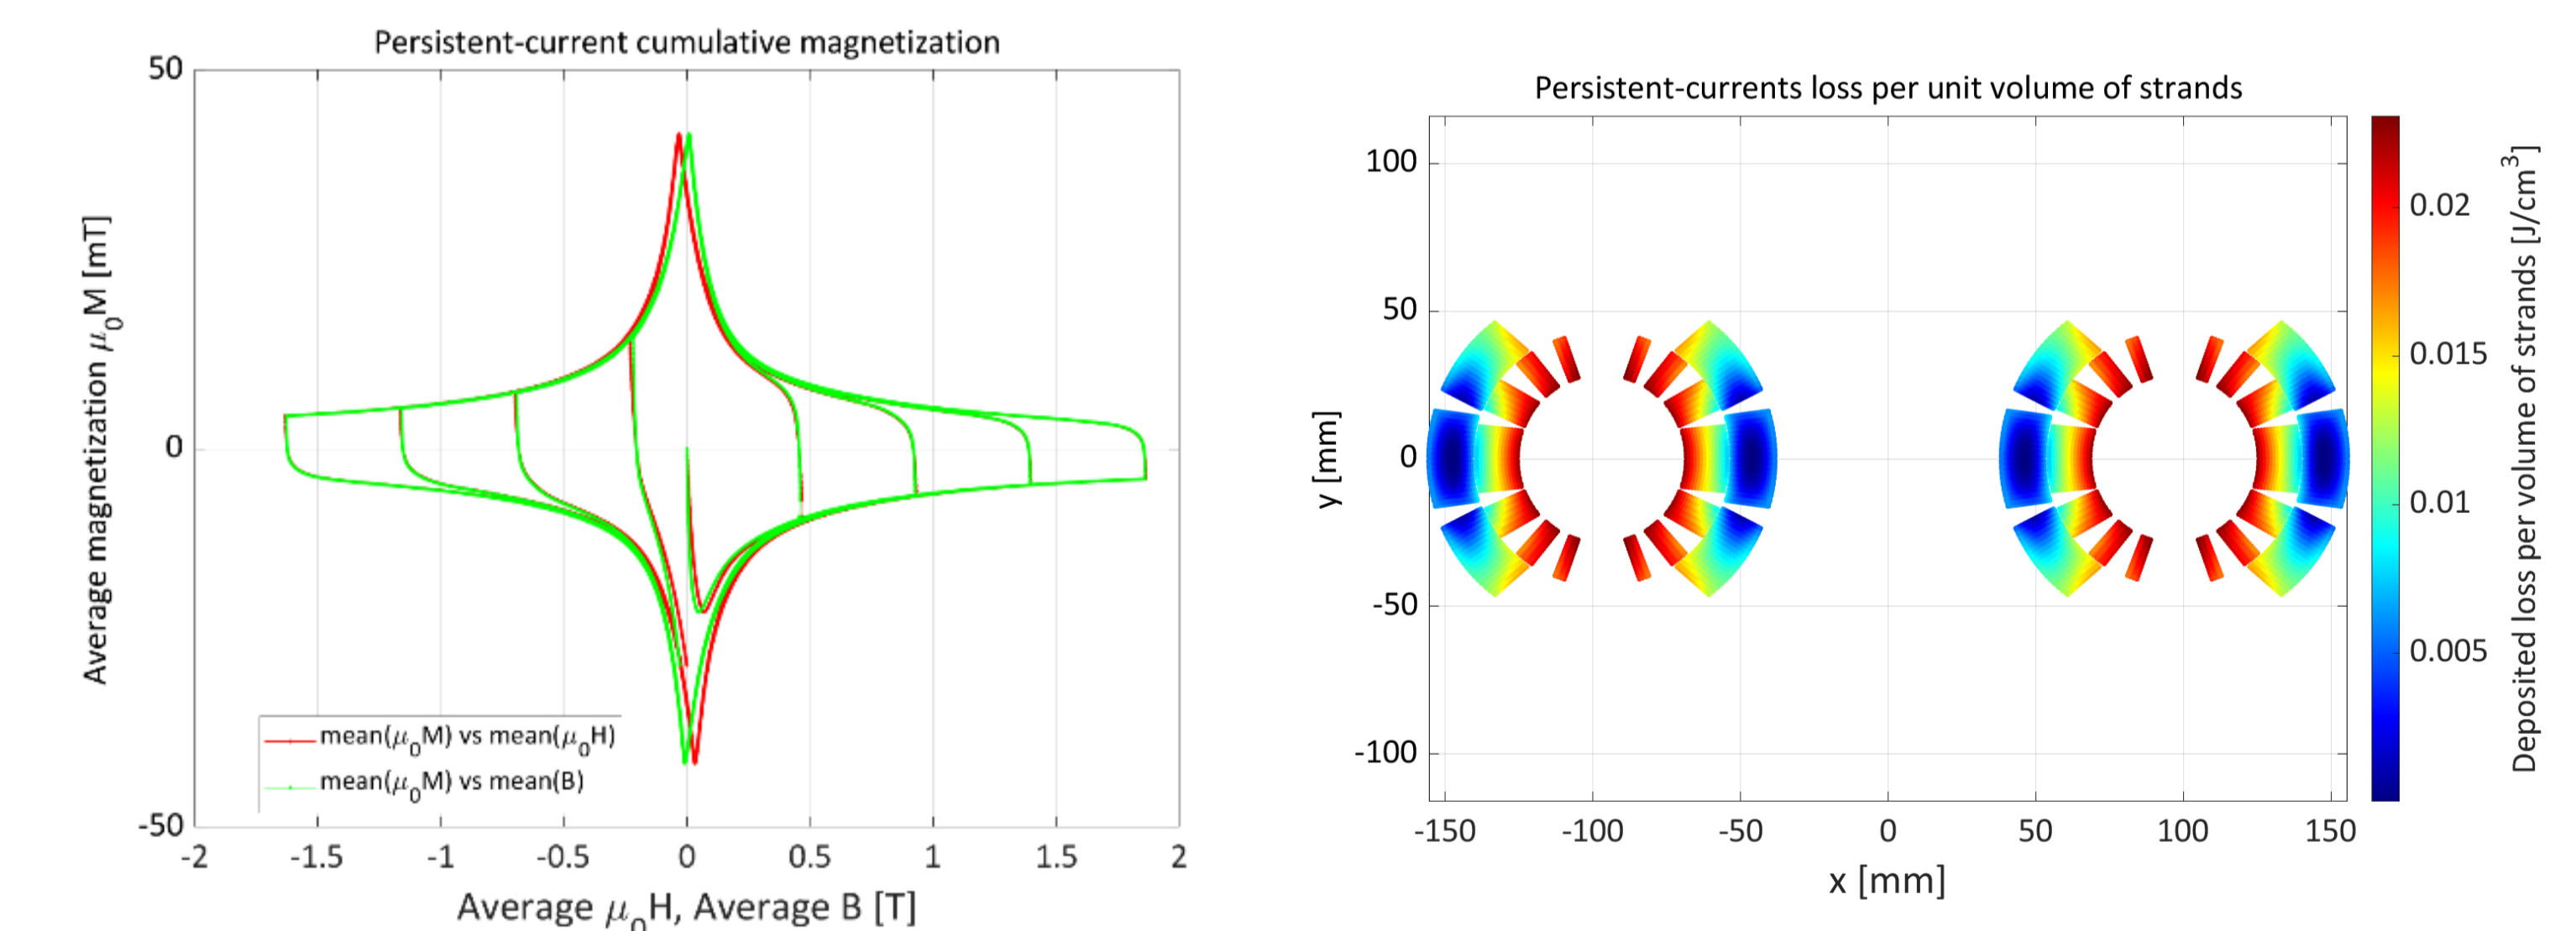 Persistent-current cumulative magnetization
50
0
-50
Average magnetization μ₀M [mT]
mean(μ₀M) vs mean(μ₀H)
mean(μ₀M) vs mean(B)
-2 -1.5 -1 -0.5 0 0.5 1 1.5 2
Average μ₀H, Average B [T]
Persistent-currents loss per unit volume of strands
100
50
0
-50
-100
y [mm]
-150 -100 -50 0 50 100 150
x [mm]
0.02
0.015
0.01
0.005
Deposited loss per volume of strands [J/cm³]